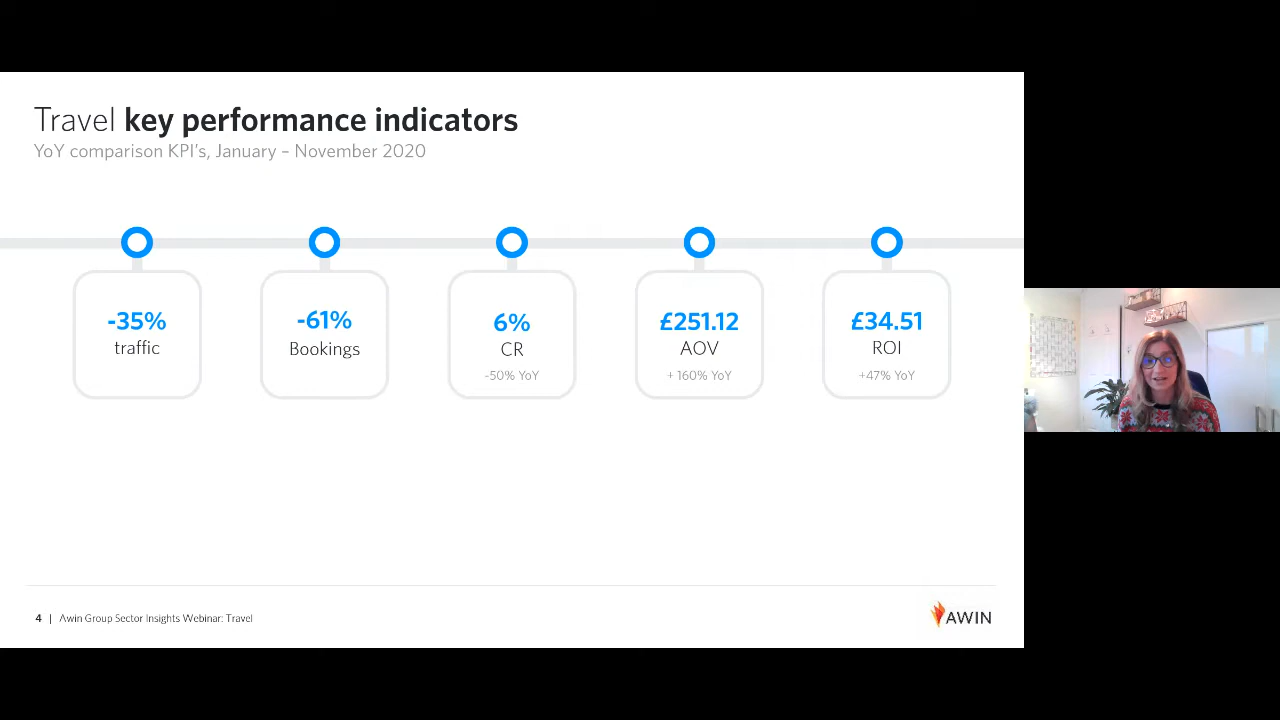 Travel key performance indicators
YoY comparison KPI's, January – November 2020
-35%
traffic
-61%
Bookings
6%
CR
-50% YoY
£251.12
AOV
+ 160% YoY
£34.51
ROI
+47% YoY
4 | Awin Group Sector Insights Webinar: Travel
AWIN